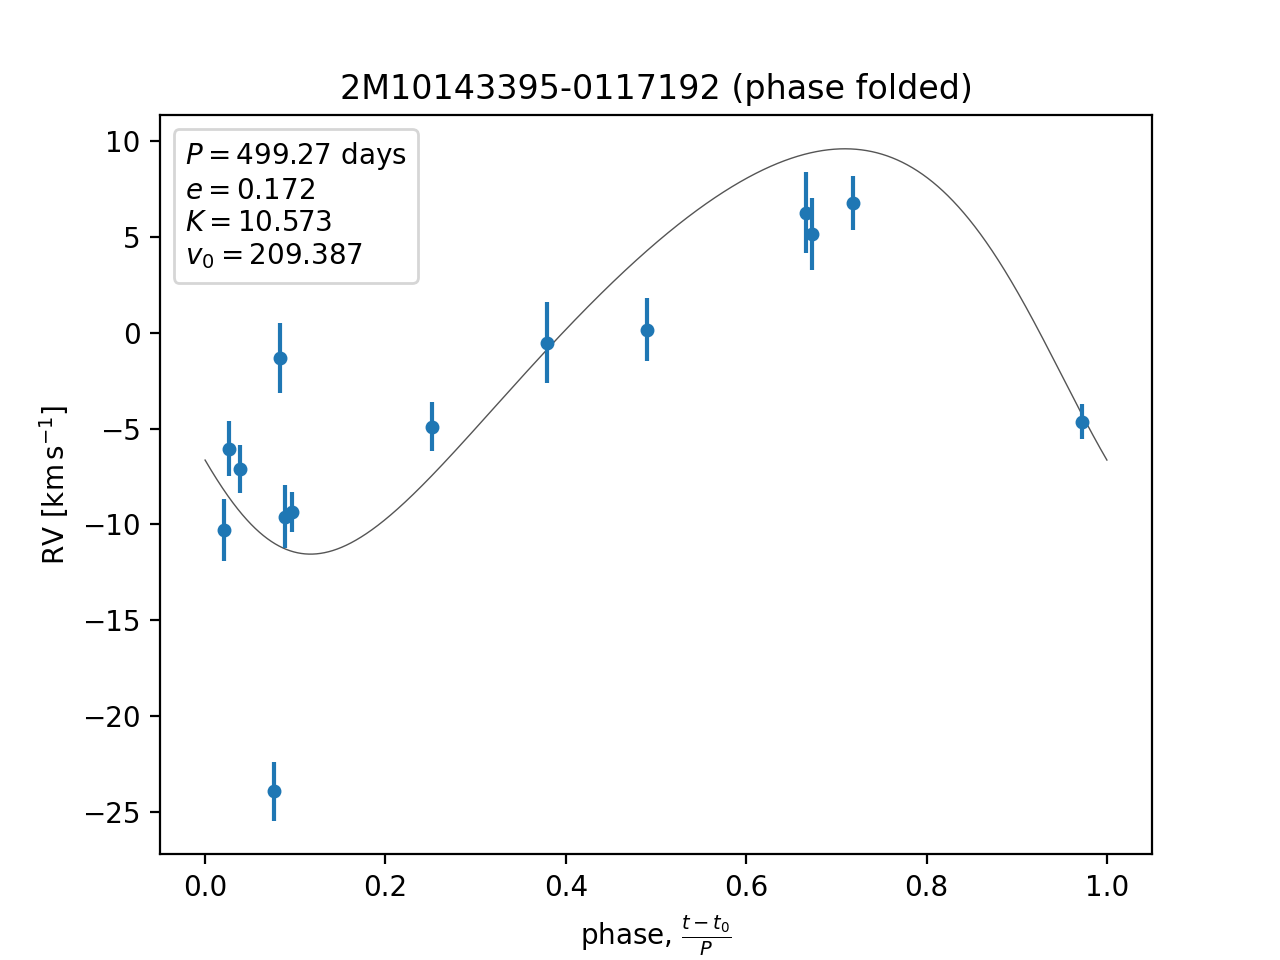 2M10143395-0117192 (phase folded)
P = 499.27 days
e = 0.172
K = 10.573
v₀ = 209.387
10
5
0
−5
−10
−15
−20
−25
RV [km s⁻¹]
0.0 0.2 0.4 0.6 0.8 1.0
phase, (t − t₀)/P